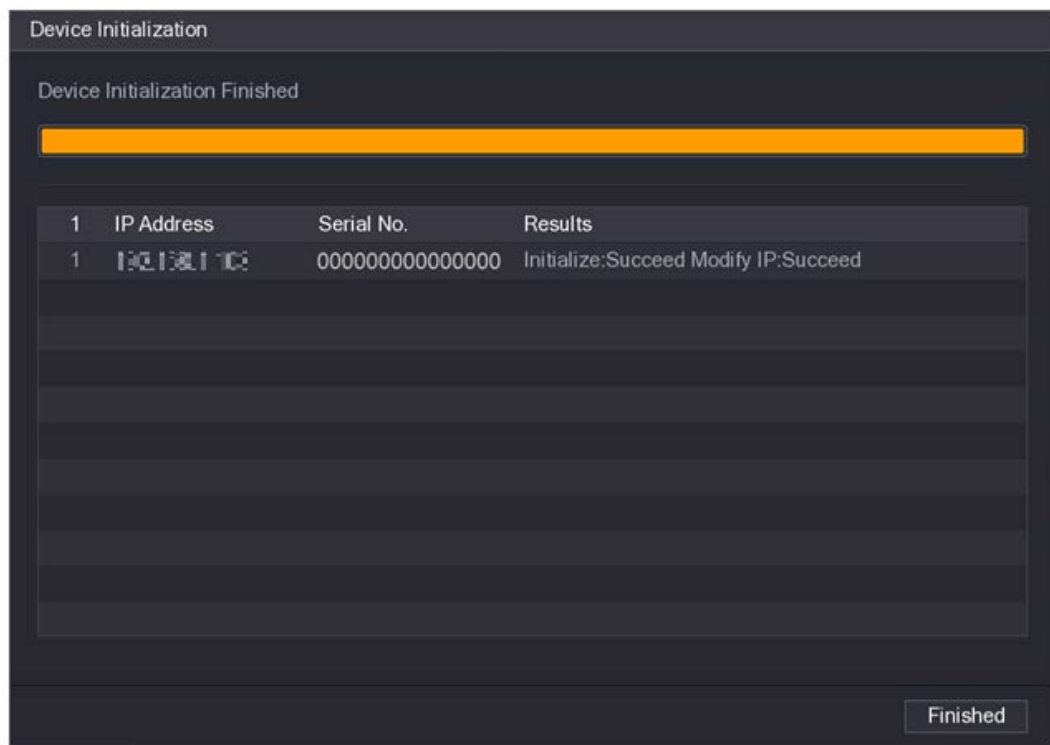 Device Initialization
Device Initialization Finished
1 IP Address Serial No. Results
1 000000000000000 Initialize:Succeed Modify IP:Succeed
Finished